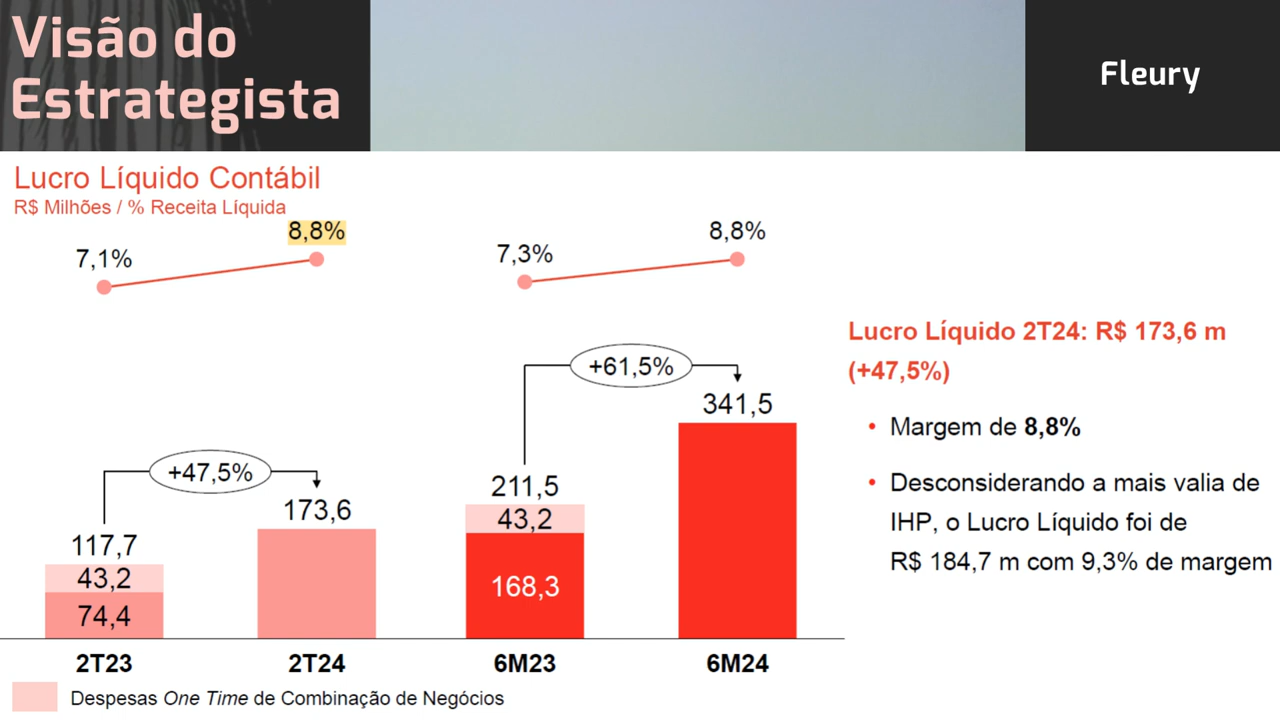 Visão do
Estrategista
Fleury
Lucro Líquido Contábil
R$ Milhões / % Receita Líquida
7,1%
8,8%
7,3%
8,8%
+47,5%
117,7
43,2
74,4
173,6
+61,5%
211,5
43,2
168,3
341,5
2T23
2T24
6M23
6M24
Despesas One Time de Combinação de Negócios
Lucro Líquido 2T24: R$ 173,6 m
(+47,5%)
• Margem de 8,8%
• Desconsiderando a mais valia de
IHP, o Lucro Líquido foi de
R$ 184,7 m com 9,3% de margem